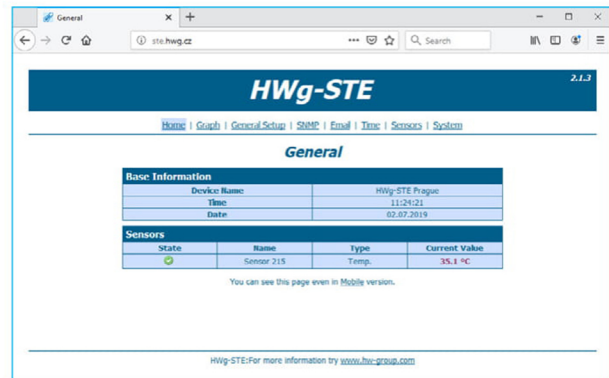 General
ste.hwg.cz
Search
2.1.3
HWg-STE
Home | Graph | General Setup | SNMP | Email | Time | Sensors | System
General
Base Information
Device Name HWg-STE Prague
Time 11:24:21
Date 02.07.2019
Sensors
State Name Type Current Value
Sensor 215 Temp. 35.1 ºC
You can see this page even in Mobile version.
HWg-STE:For more information try www.hw-group.com